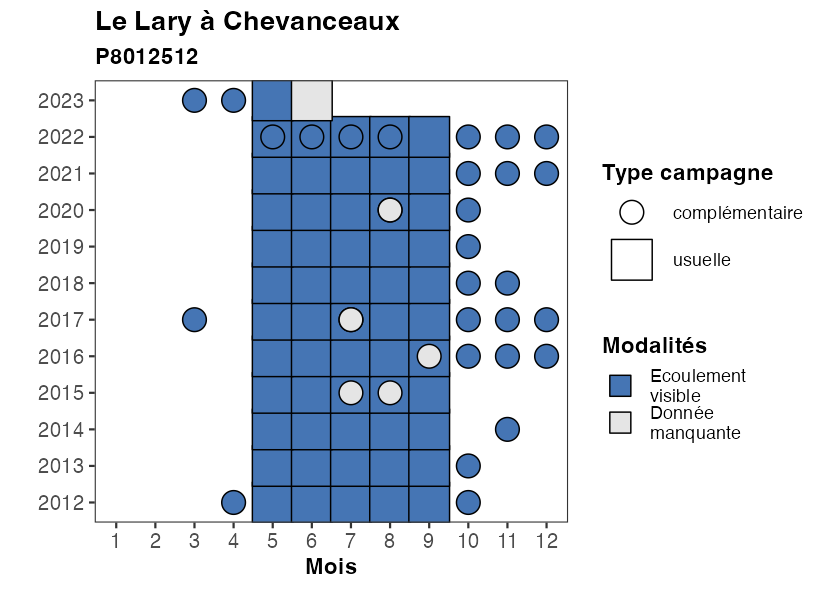 Le Lary à Chevanceaux
P8012512
2023
2022
2021
2020
2019
2018
2017
2016
2015
2014
2013
2012
1 2 3 4 5 6 7 8 9 10 11 12
Mois
Type campagne
complémentaire
usuelle
Modalités
Ecoulement
visible
Donnée
manquante